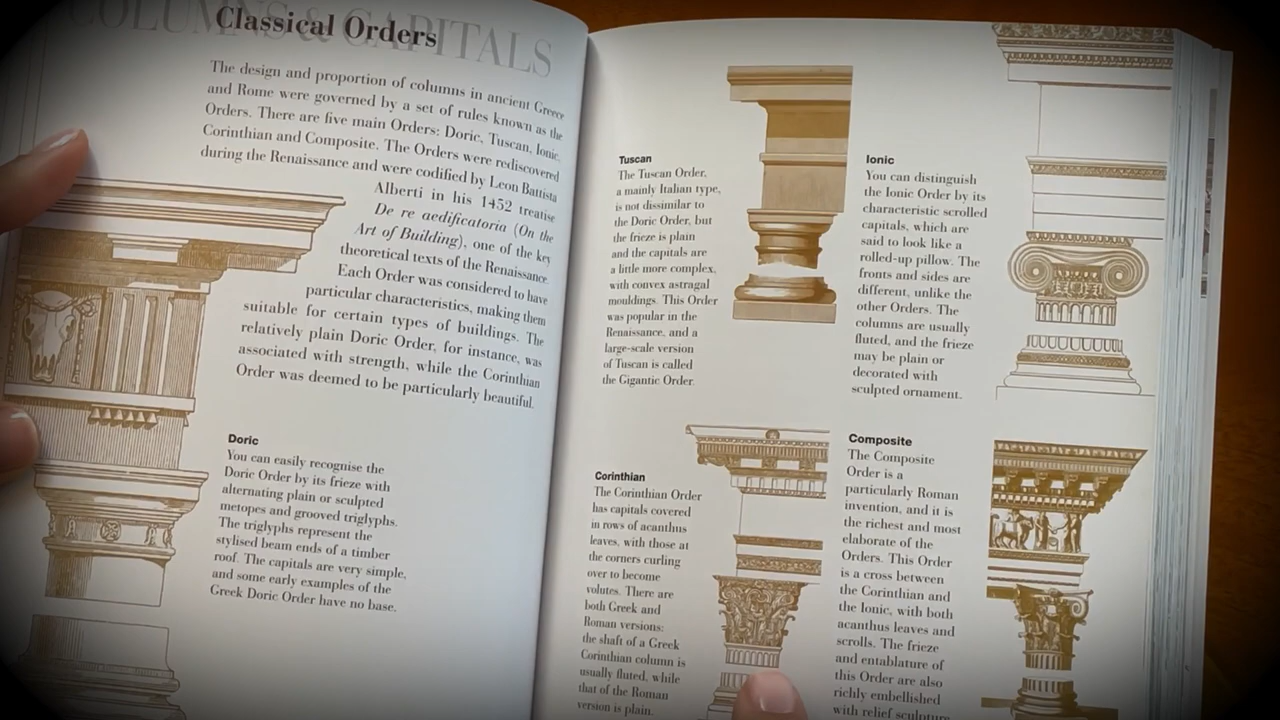 COLUMNS & CAPITALS
Classical Orders
The design and proportion of columns in ancient Greece
and Rome were governed by a set of rules known as the
Orders. There are five main Orders: Doric, Tuscan, Ionic,
Corinthian and Composite. The Orders were rediscovered
during the Renaissance and were codified by Leon Battista
Alberti in his 1452 treatise
De re aedificatoria (On the
Art of Building), one of the key
theoretical texts of the Renaissance.
Each Order was considered to have
particular characteristics, making them
suitable for certain types of buildings. The
relatively plain Doric Order, for instance, was
associated with strength, while the Corinthian
Order was deemed to be particularly beautiful.
Doric
You can easily recognise the
Doric Order by its frieze with
alternating plain or sculpted
metopes and grooved triglyphs.
The triglyphs represent the
stylised beam ends of a timber
roof. The capitals are very simple,
and some early examples of the
Greek Doric Order have no base.
Tuscan
The Tuscan Order,
a mainly Italian type,
is not dissimilar to
the Doric Order, but
the frieze is plain
and the capitals are
a little more complex,
with convex astragal
mouldings. This Order
was popular in the
Renaissance, and a
large-scale version
of Tuscan is called
the Gigantic Order.
Ionic
You can distinguish
the Ionic Order by its
characteristic scrolled
capitals, which are
said to look like a
rolled-up pillow. The
fronts and sides are
different, unlike the
other Orders. The
columns are usually
fluted, and the frieze
may be plain or
decorated with
sculpted ornament.
Corinthian
The Corinthian Order
has capitals covered
in rows of acanthus
leaves, with those at
the corners curling
over to become
volutes. There are
both Greek and
Roman versions:
the shaft of a Greek
Corinthian column is
usually fluted, while
that of the Roman
version is plain.
Composite
The Composite
Order is a
particularly Roman
invention, and it is
the richest and most
elaborate of the
Orders. This Order
is a cross between
the Corinthian and
the Ionic, with both
acanthus leaves and
scrolls. The frieze
and entablature of
this Order are also
richly embellished
with relief sculpture